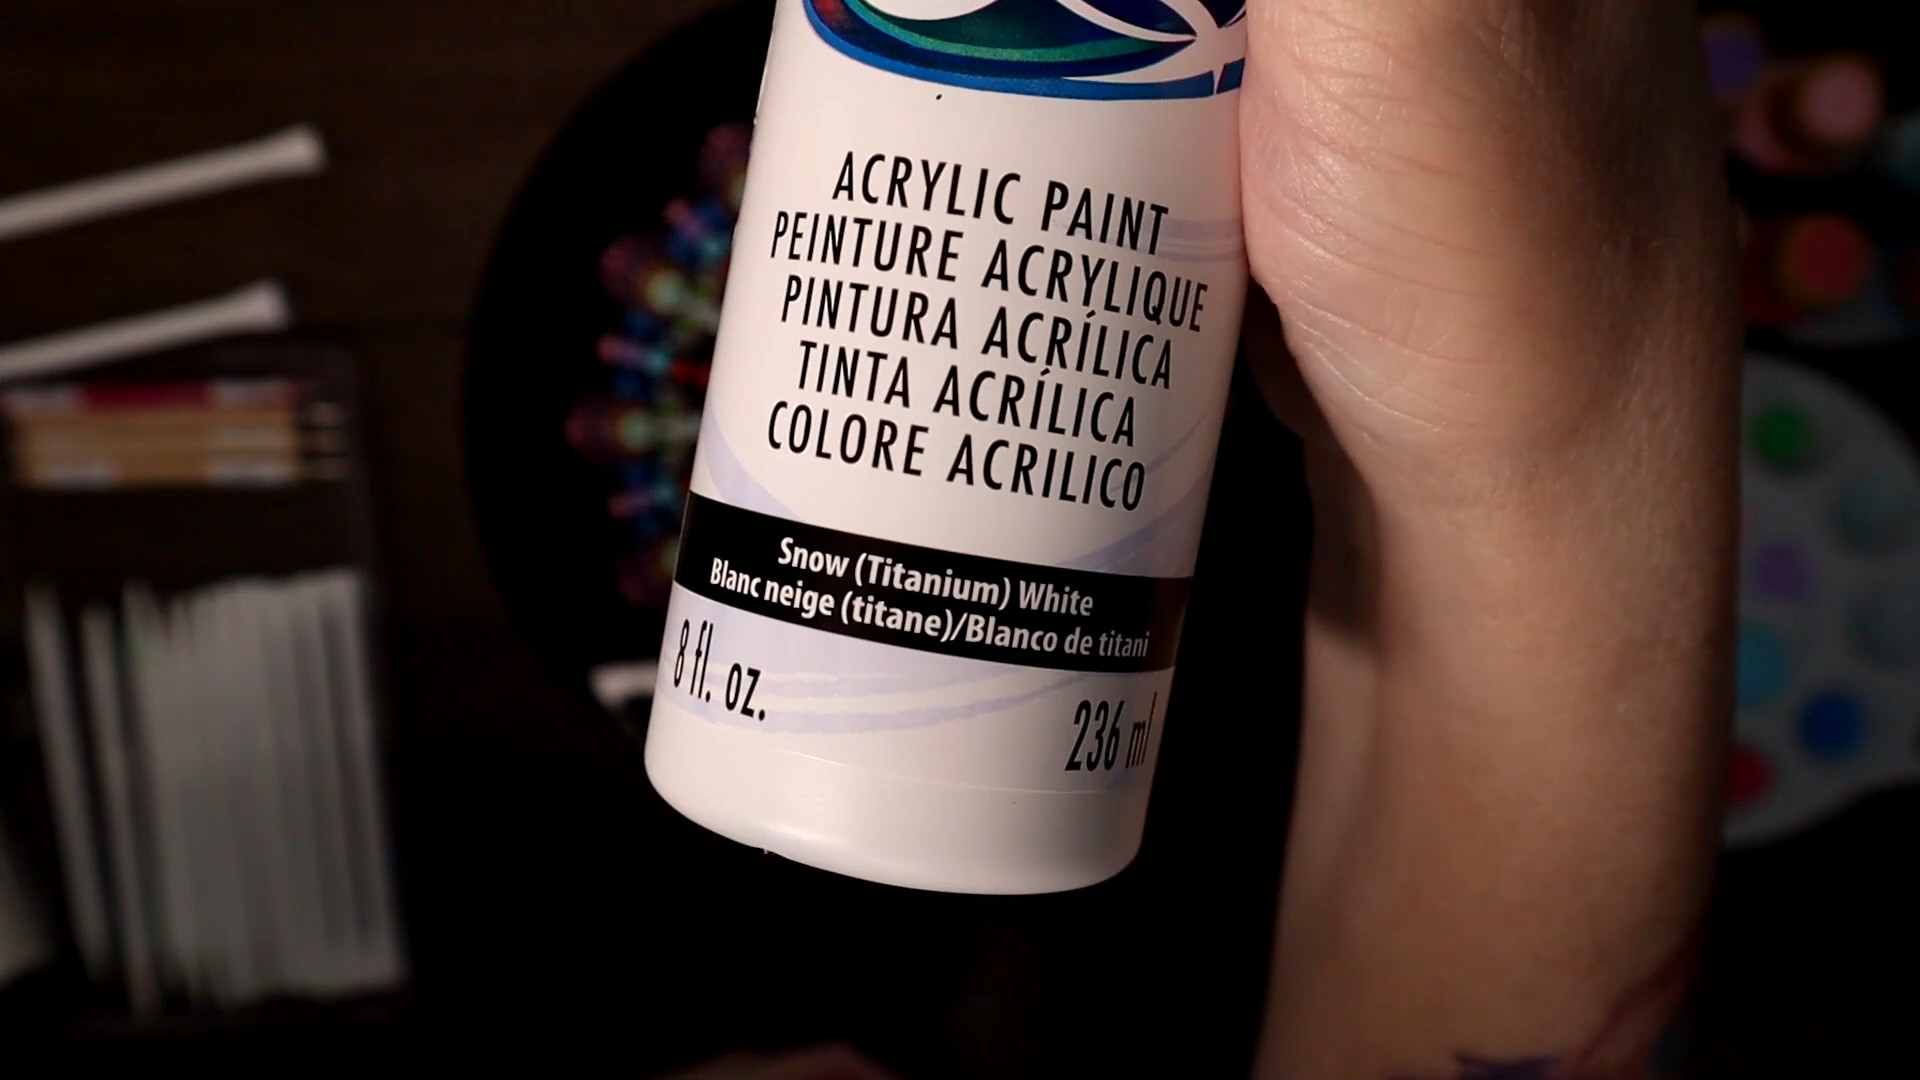 ACRYLIC PAINT
PEINTURE ACRYLIQUE
PINTURA ACRÍLICA
TINTA ACRÍLICA
COLORE ACRILICO
Snow (Titanium) White
Blanc neige (titane)/Blanco de titani
8 fl. oz.
236 ml